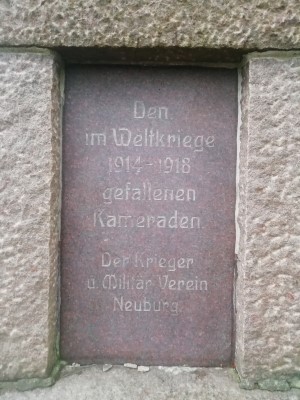 Den
im Weltkriege
1914-1918
gefallenen
Kameraden.
Der Krieger
u. Militär Verein
Neuburg.